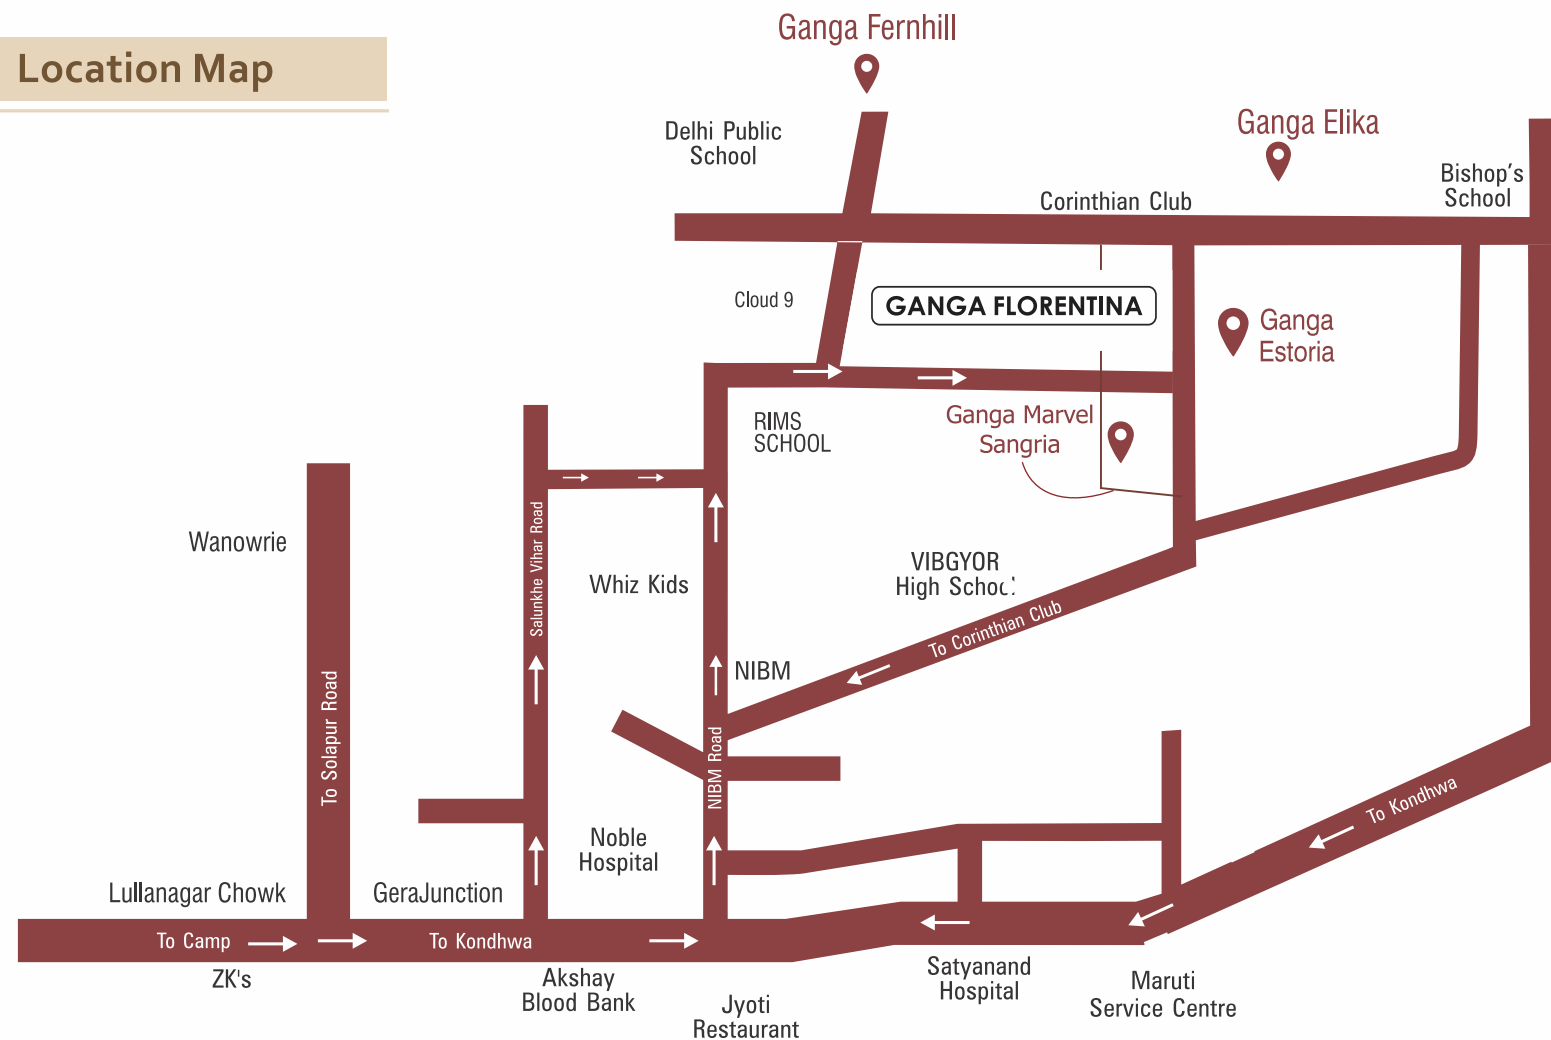 Location Map
Ganga Fernhill
Delhi Public
School
Ganga Elika
Bishop's
School
Corinthian Club
Cloud 9
GANGA FLORENTINA
Ganga
Estoria
RIMS
SCHOOL
Ganga Marvel
Sangria
Wanowrie
Salunkhe Vihar Road
Whiz Kids
VIBGYOR
High School
To Corinthian Club
NIBM
To Solapur Road
NIBM Road
To Kondhwa
Noble
Hospital
Lullanagar Chowk
GeraJunction
To Camp
To Kondhwa
ZK's
Akshay
Blood Bank
Jyoti
Restaurant
Satyanand
Hospital
Maruti
Service Centre